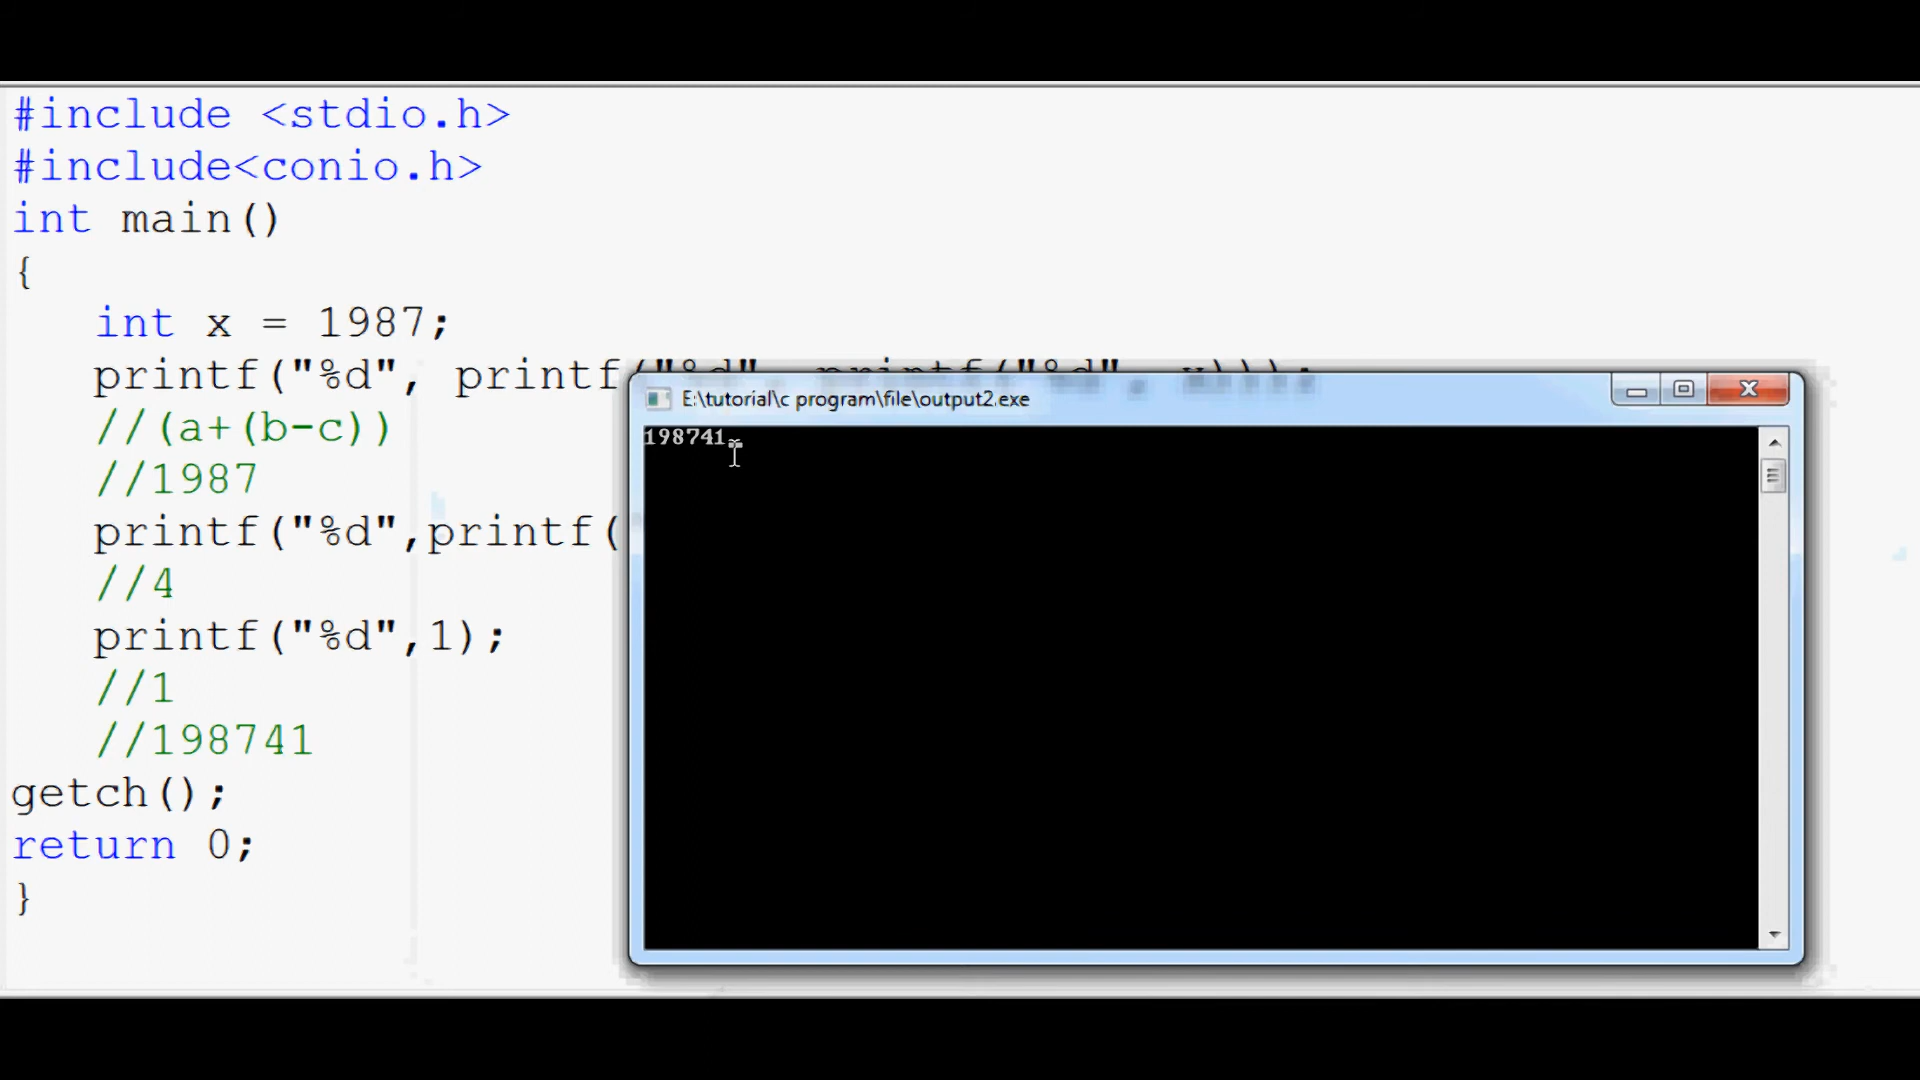 #include <stdio.h>
#include<conio.h>
int main()
{
int x = 1987;
printf("%d", printf("%d", printf("%d", x)));
//(a+(b-c))
//1987
printf("%d",printf(
//4
printf("%d",1);
//1
//198741
getch();
return 0;
}
E:\tutorial\c program\file\output2.exe
198741